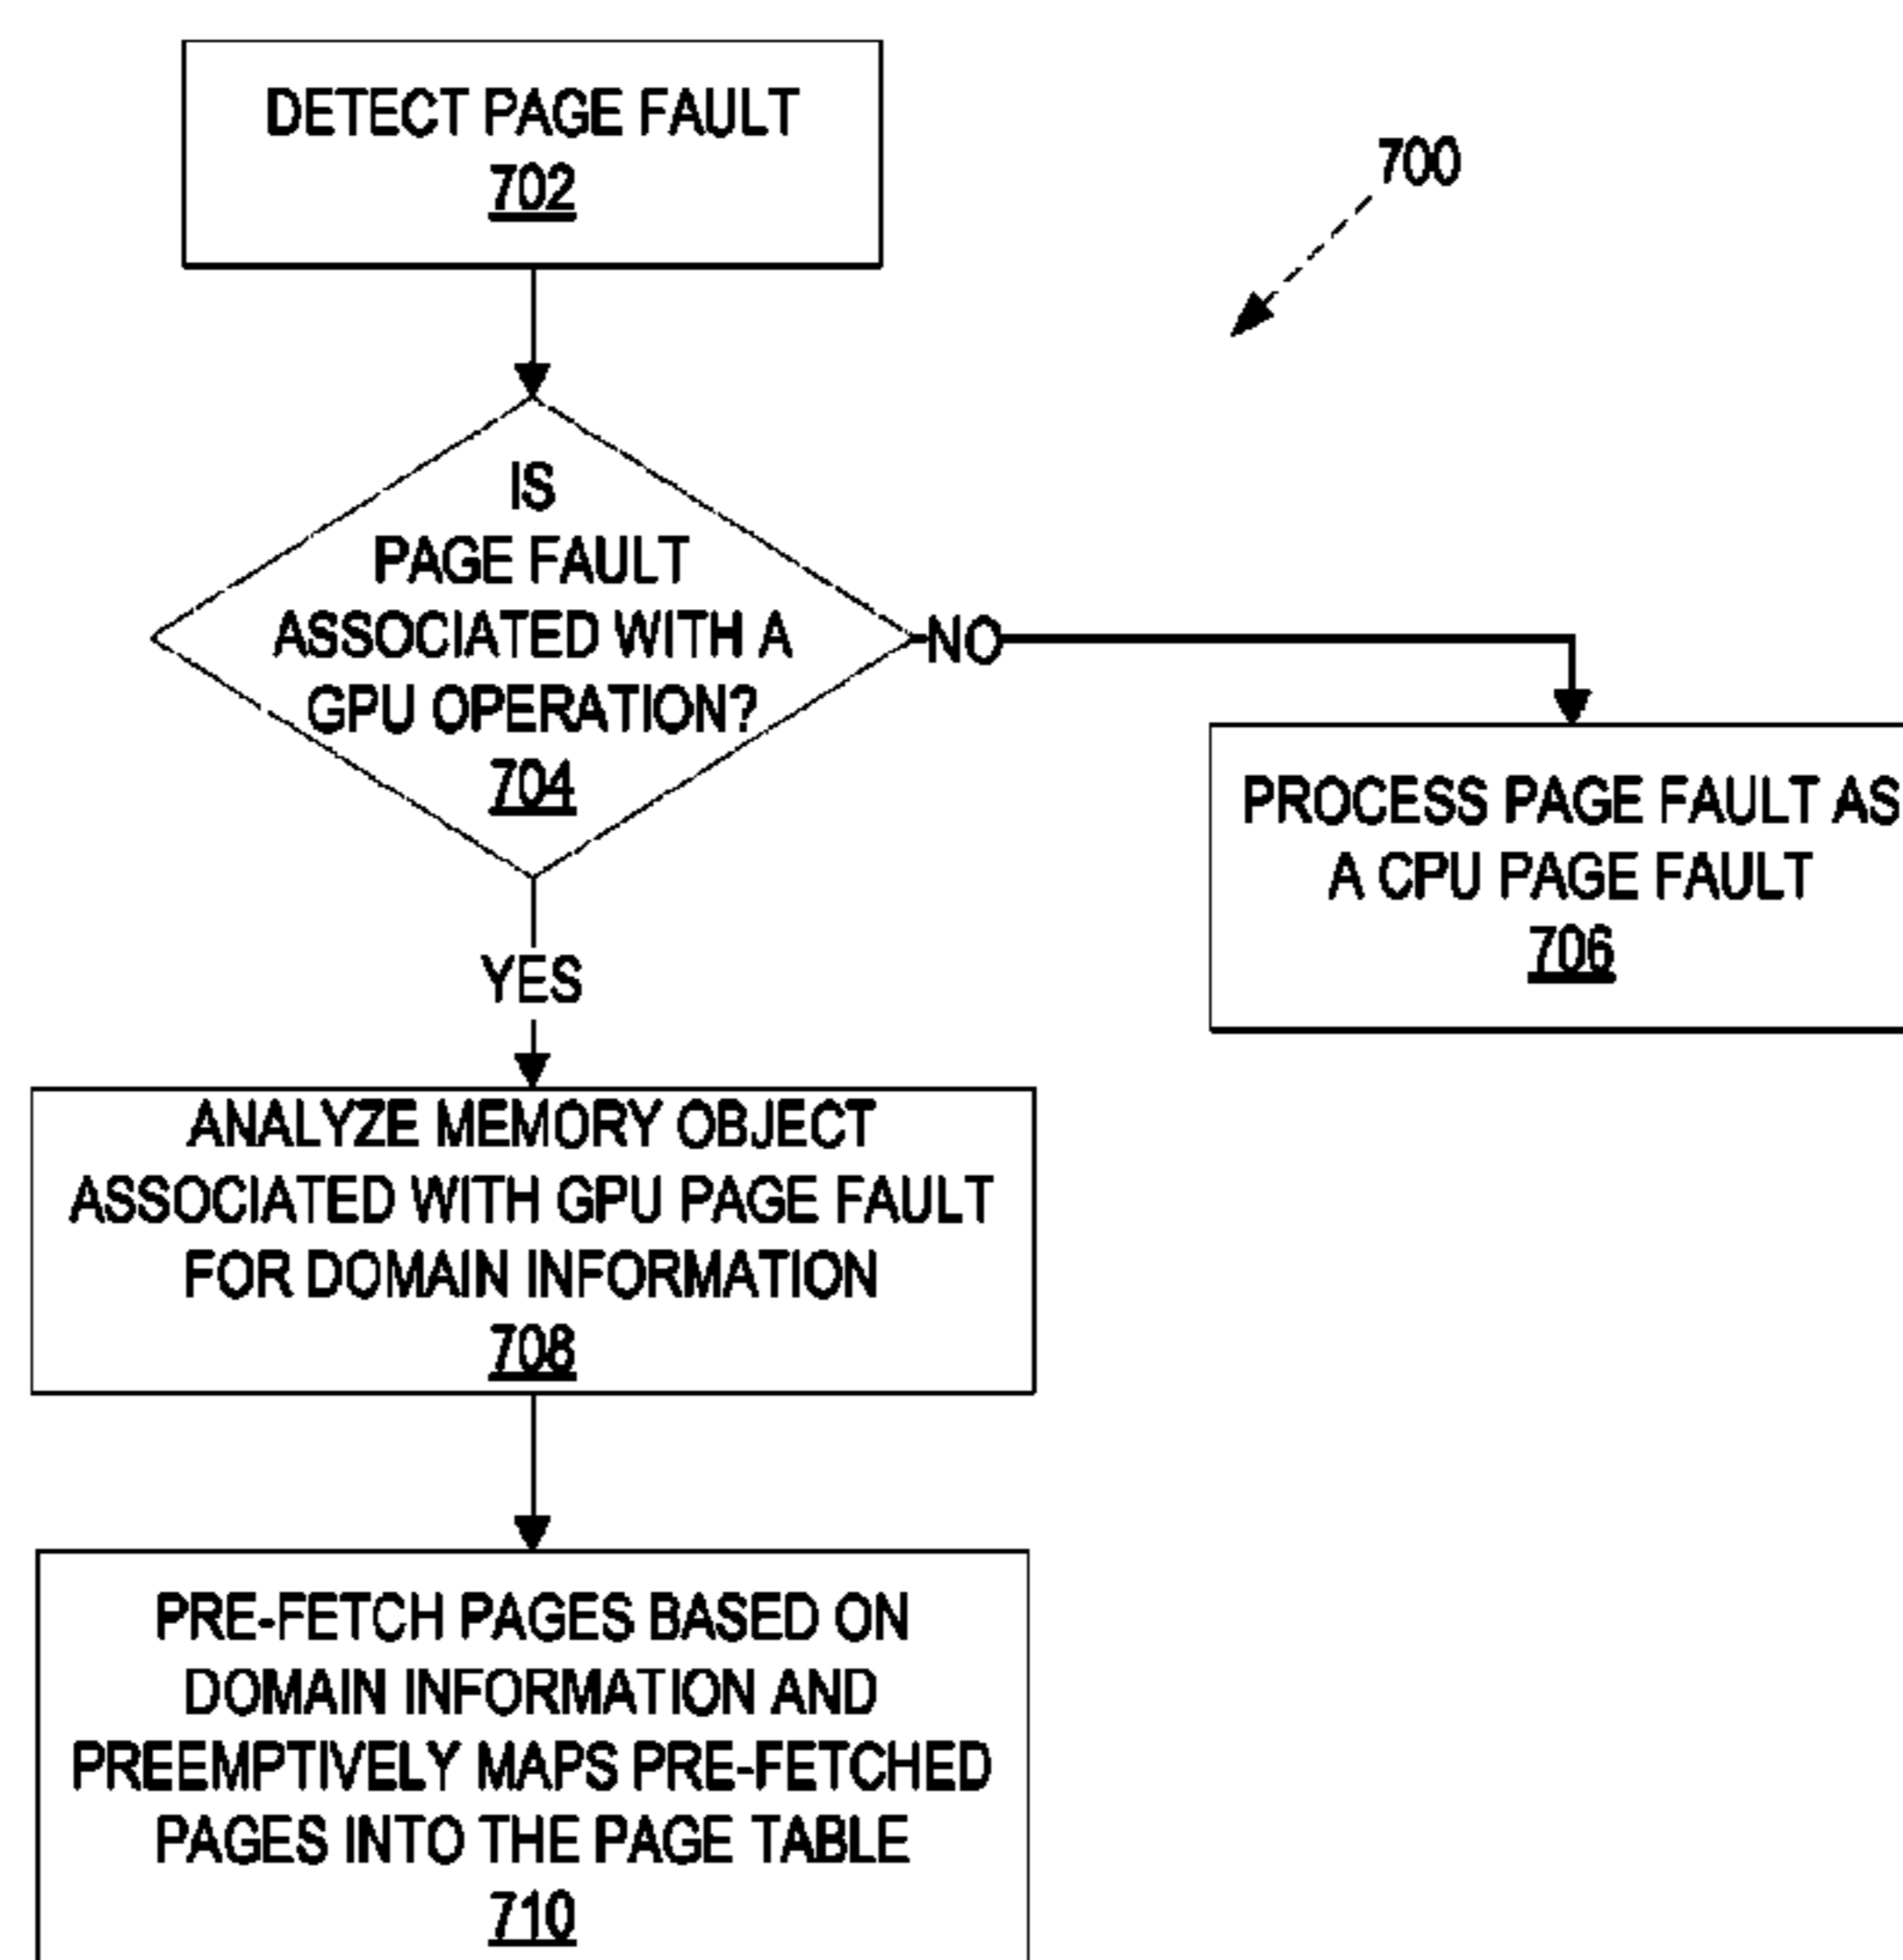 DETECT PAGE FAULT
702
700
IS
PAGE FAULT
ASSOCIATED WITH A
GPU OPERATION?
704
NO
PROCESS PAGE FAULT AS
A CPU PAGE FAULT
706
YES
ANALYZE MEMORY OBJECT
ASSOCIATED WITH GPU PAGE FAULT
FOR DOMAIN INFORMATION
708
PRE-FETCH PAGES BASED ON
DOMAIN INFORMATION AND
PREEMPTIVELY MAPS PRE-FETCHED
PAGES INTO THE PAGE TABLE
710